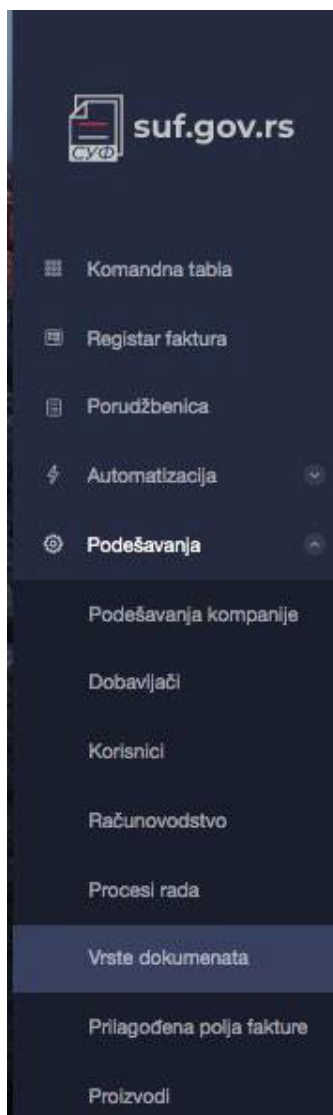 СУФ
suf.gov.rs
Komandna tabla
Registar faktura
Porudžbenica
Automatizacija
Podešavanja
Podešavanja kompanije
Dobavljači
Korisnici
Računovodstvo
Procesi rada
Vrste dokumenata
Prilagođena polja fakture
Proizvodi